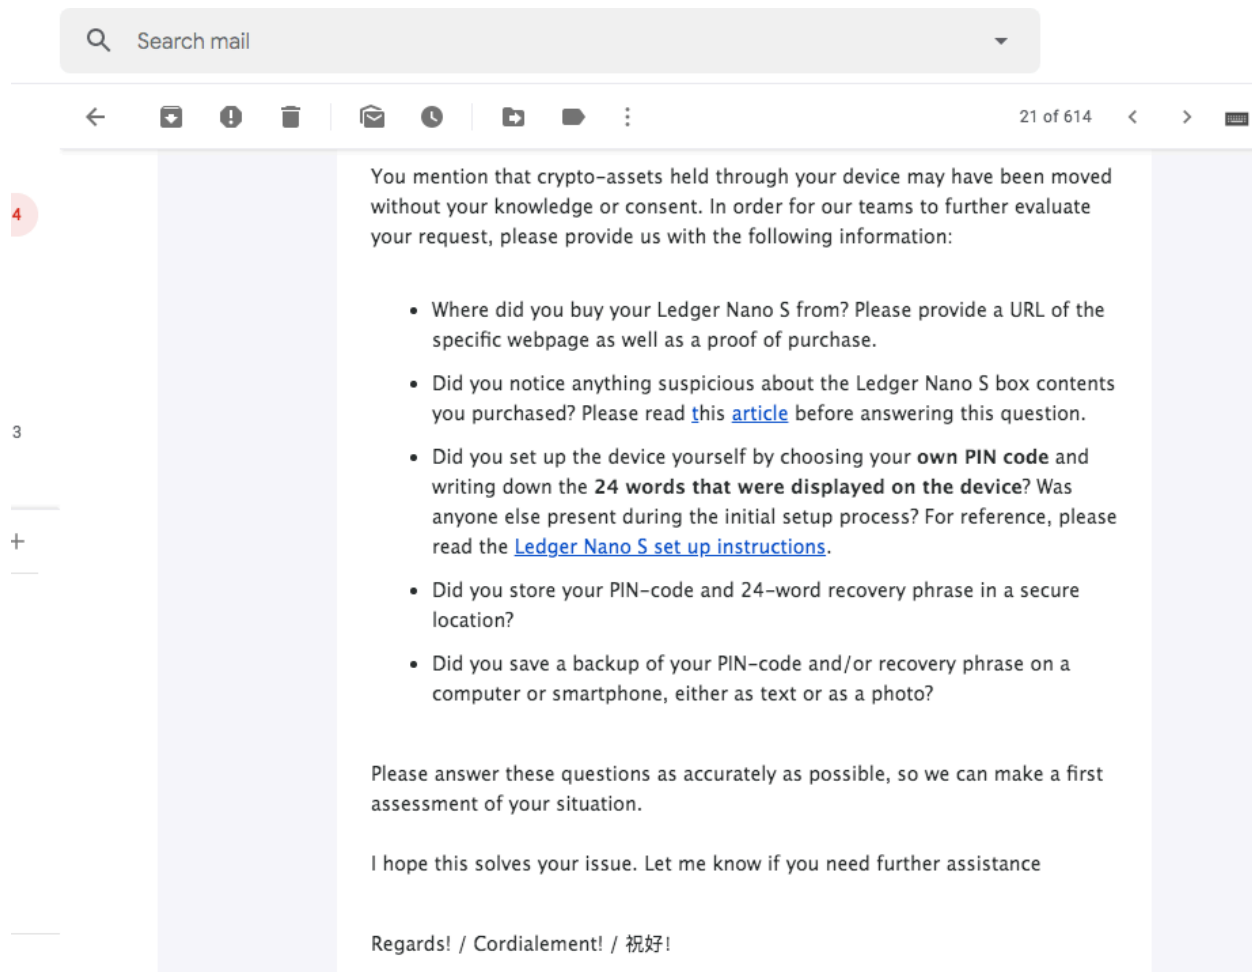 Search mail
21 of 614
4
You mention that crypto-assets held through your device may have been moved
without your knowledge or consent. In order for our teams to further evaluate
your request, please provide us with the following information:
• Where did you buy your Ledger Nano S from? Please provide a URL of the
specific webpage as well as a proof of purchase.
• Did you notice anything suspicious about the Ledger Nano S box contents
you purchased? Please read this article before answering this question.
3
• Did you set up the device yourself by choosing your own PIN code and
writing down the 24 words that were displayed on the device? Was
anyone else present during the initial setup process? For reference, please
read the Ledger Nano S set up instructions.
• Did you store your PIN-code and 24-word recovery phrase in a secure
location?
• Did you save a backup of your PIN-code and/or recovery phrase on a
computer or smartphone, either as text or as a photo?
Please answer these questions as accurately as possible, so we can make a first
assessment of your situation.
I hope this solves your issue. Let me know if you need further assistance
Regards! / Cordialement! / 祝好!